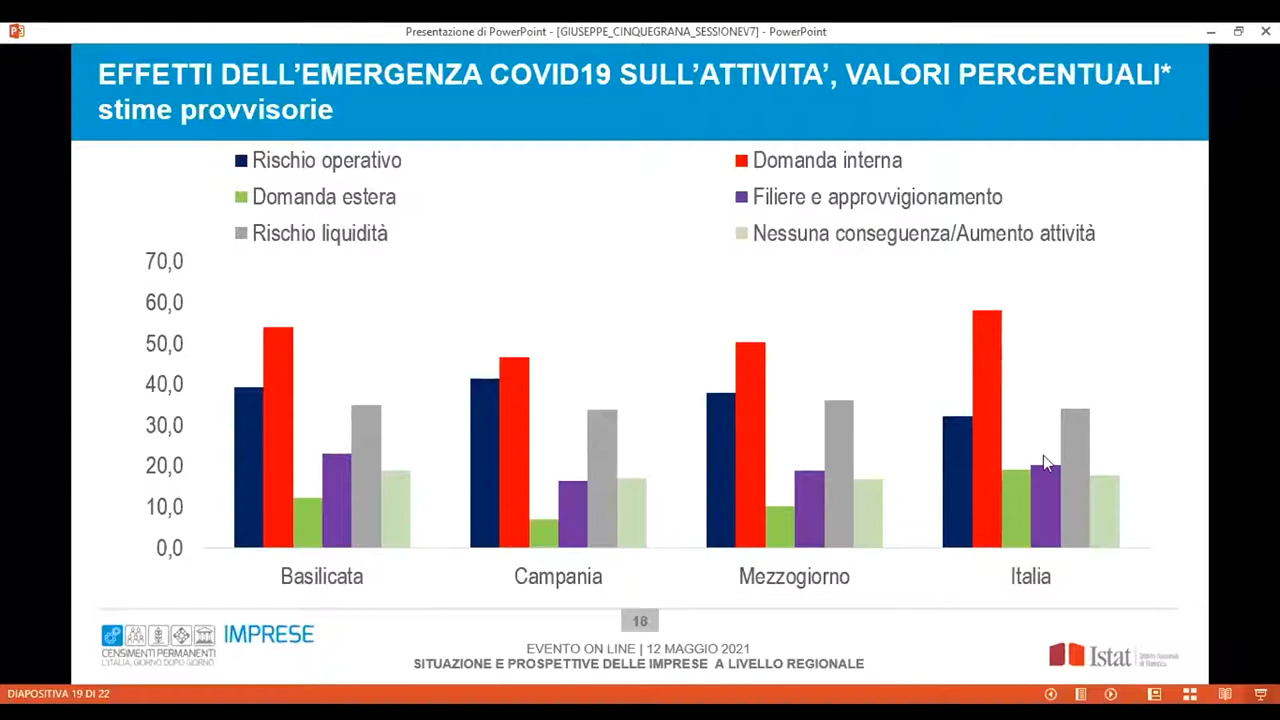 Presentazione di PowerPoint - [GIUSEPPE_CINQUEGRANA_SESSIONEV7] - PowerPoint
EFFETTI DELL’EMERGENZA COVID19 SULL’ATTIVITA’, VALORI PERCENTUALI*
stime provvisorie
Rischio operativo
Domanda interna
Domanda estera
Filiere e approvvigionamento
Rischio liquidità
Nessuna conseguenza/Aumento attività
70,0
60,0
50,0
40,0
30,0
20,0
10,0
0,0
Basilicata
Campania
Mezzogiorno
Italia
18
IMPRESE
CENSIMENTI PERMANENTI
L'ITALIA, GIORNO DOPO GIORNO
EVENTO ON LINE | 12 MAGGIO 2021
SITUAZIONE E PROSPETTIVE DELLE IMPRESE A LIVELLO REGIONALE
Istat
DIAPOSITIVA 19 DI 22